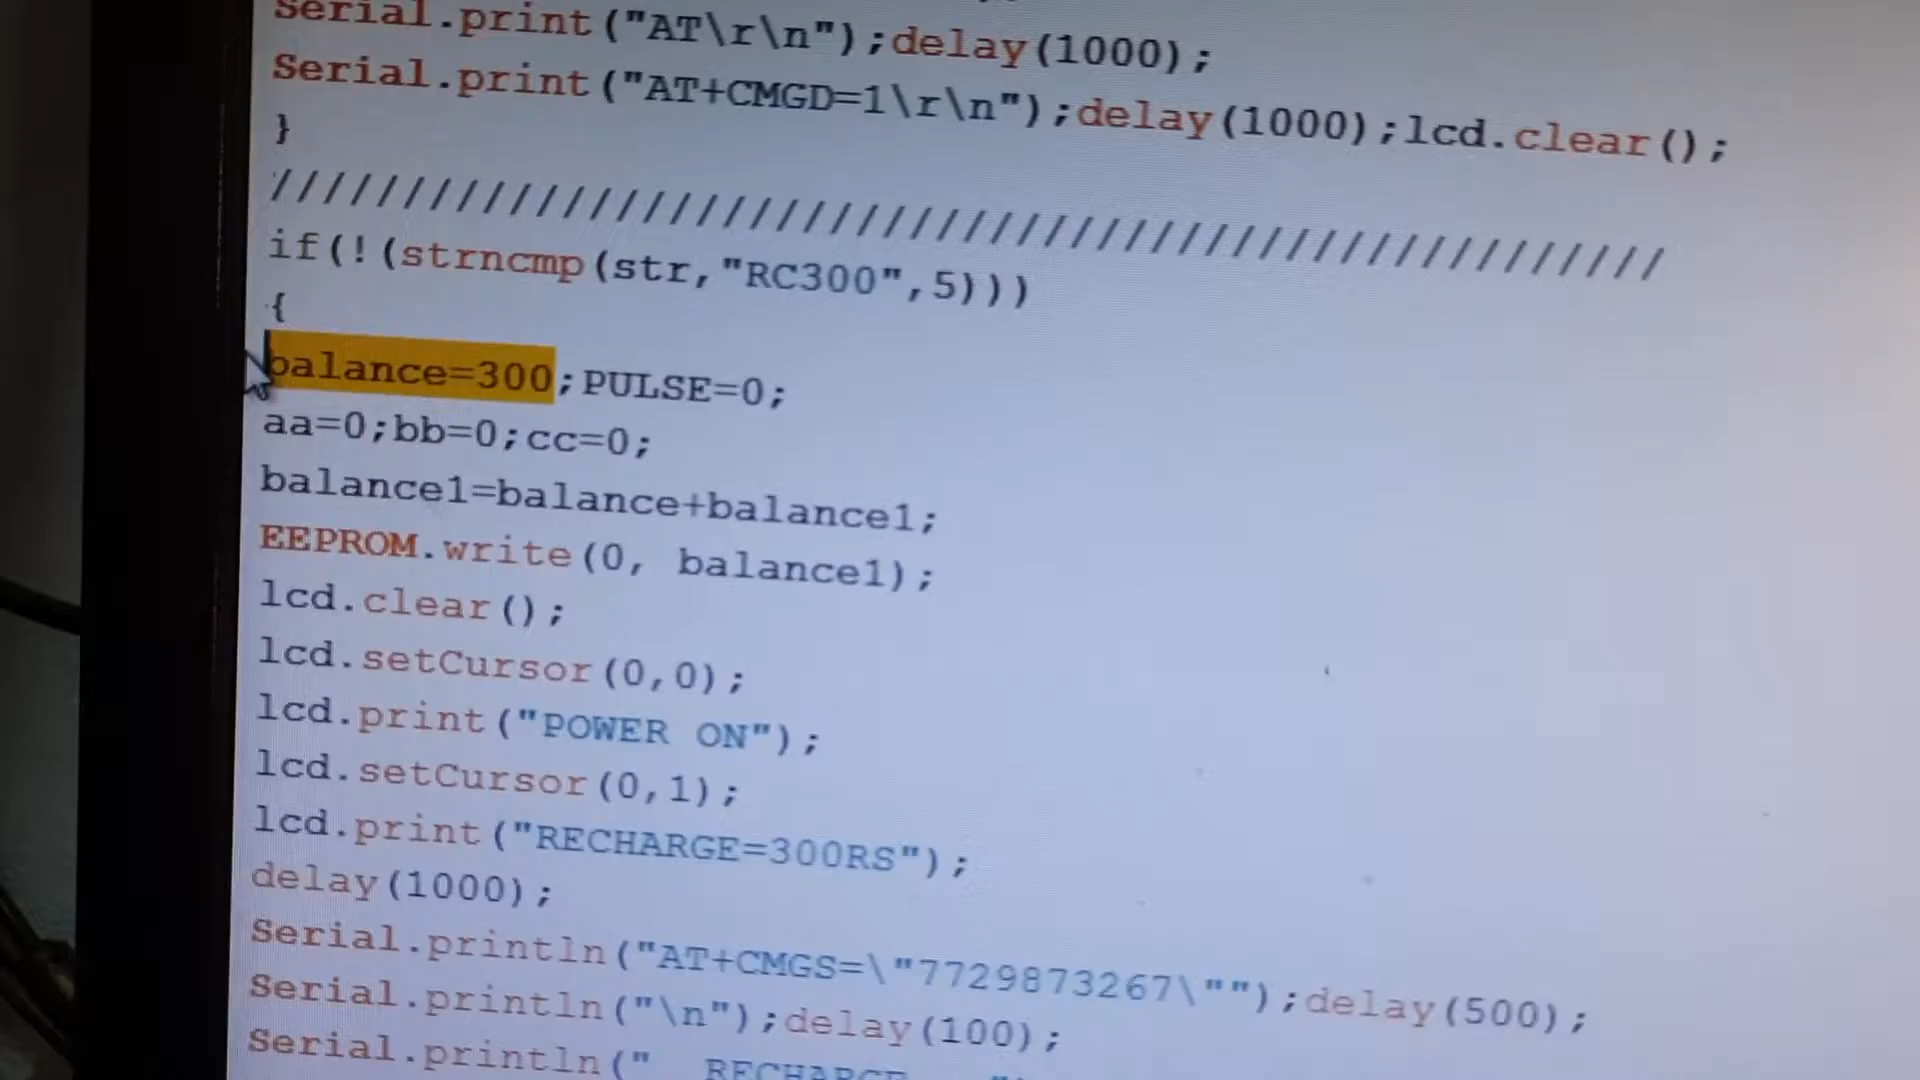 Serial.print("AT\r\n");delay(1000);
Serial.print("AT+CMGD=1\r\n");delay(1000);lcd.clear();
}
/////////////////////////////////////////////////////
if(!(strncmp(str,"RC300",5)))
{
balance=300;PULSE=0;
aa=0;bb=0;cc=0;
balance1=balance+balance1;
EEPROM.write(0, balance1);
lcd.clear();
lcd.setCursor(0,0);
lcd.print("POWER ON");
lcd.setCursor(0,1);
lcd.print("RECHARGE=300RS");
delay(1000);
Serial.println("AT+CMGS=\"7729873267\"");delay(500);
Serial.println("\n");delay(100);
Serial.println(" RECHARGE